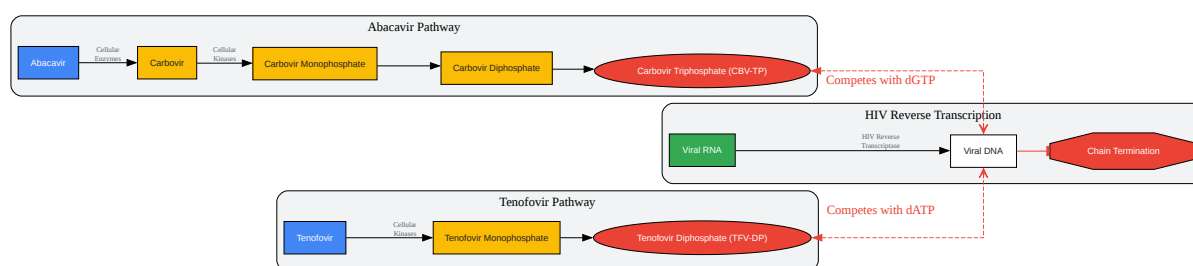 Abacavir Pathway
Abacavir
Cellular
Enzymes
Carbovir
Cellular
Kinases
Carbovir Monophosphate
Carbovir Diphosphate
Carbovir Triphosphate (CBV-TP)
Competes with dGTP
HIV Reverse Transcription
Viral RNA
HIV Reverse
Transcriptase
Viral DNA
Chain Termination
Tenofovir Pathway
Competes with dATP
Tenofovir
Cellular
Kinases
Tenofovir Monophosphate
Tenofovir Diphosphate (TFV-DP)